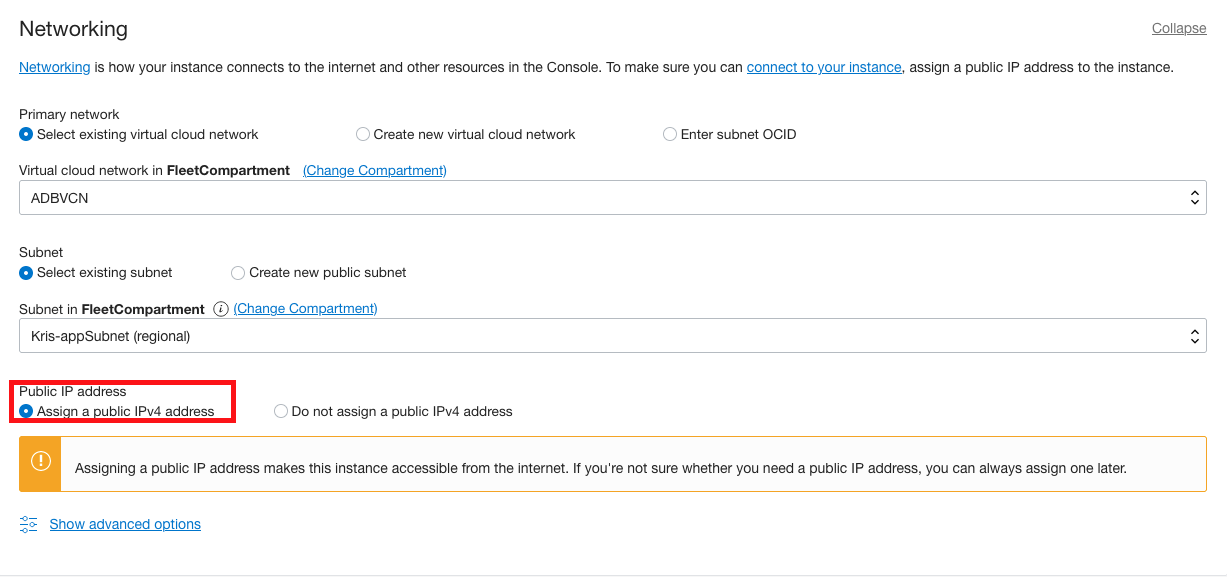 Networking
Collapse
Networking is how your instance connects to the internet and other resources in the Console. To make sure you can connect to your instance, assign a public IP address to the instance.
Primary network
Select existing virtual cloud network
Create new virtual cloud network
Enter subnet OCID
Virtual cloud network in FleetCompartment (Change Compartment)
ADBVCN
Subnet
Select existing subnet
Create new public subnet
Subnet in FleetCompartment i (Change Compartment)
Kris-appSubnet (regional)
Public IP address
Assign a public IPv4 address
Do not assign a public IPv4 address
Assigning a public IP address makes this instance accessible from the internet. If you're not sure whether you need a public IP address, you can always assign one later.
Show advanced options